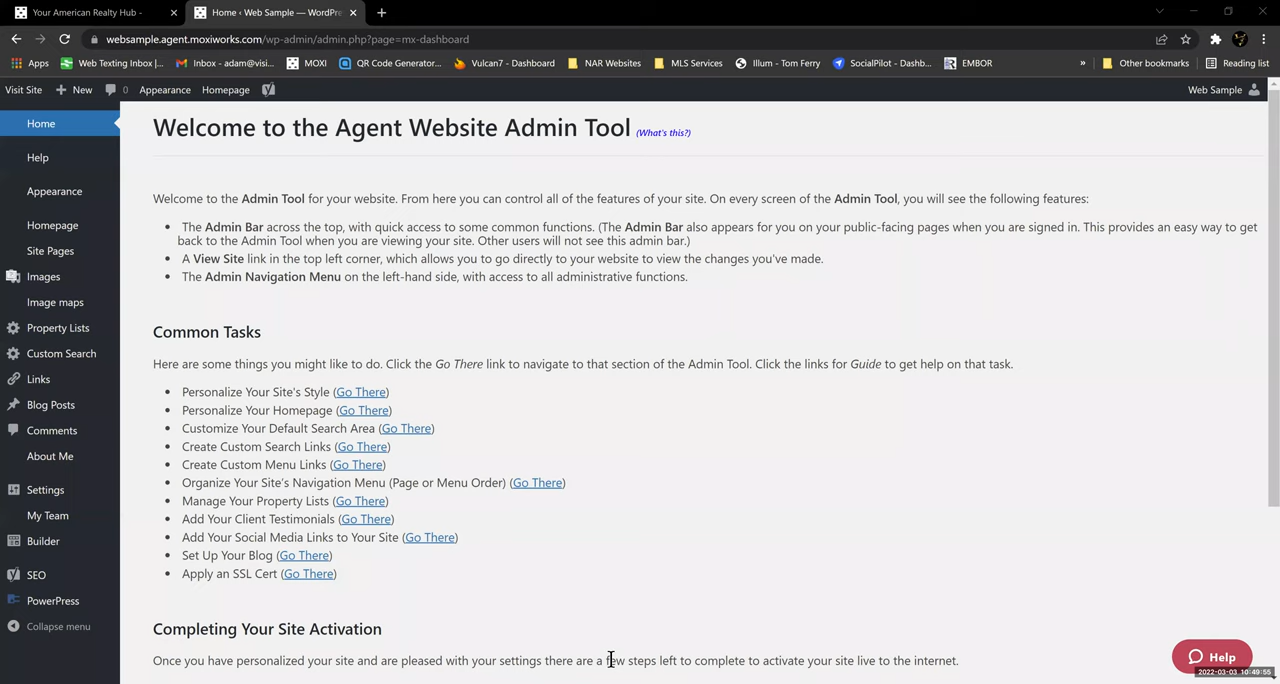 Your American Realty Hub -
Home ‹ Web Sample — WordPre
websample.agent.moxiworks.com/wp-admin/admin.php?page=mx-dashboard
Apps Web Texting Inbox |... Inbox - adam@visi... MOXI QR Code Generator... Vulcan7 - Dashboard NAR Websites MLS Services Illum - Tom Ferry SocialPilot - Dashb... EMBOR » Other bookmarks Reading list
Visit Site + New 0 Appearance Homepage Web Sample
Home
Help
Appearance
Homepage
Site Pages
Images
Image maps
Property Lists
Custom Search
Links
Blog Posts
Comments
About Me
Settings
My Team
Builder
SEO
PowerPress
Collapse menu
Welcome to the Agent Website Admin Tool (What's this?)
Welcome to the Admin Tool for your website. From here you can control all of the features of your site. On every screen of the Admin Tool, you will see the following features:
• The Admin Bar across the top, with quick access to some common functions. (The Admin Bar also appears for you on your public-facing pages when you are signed in. This provides an easy way to get
back to the Admin Tool when you are viewing your site. Other users will not see this admin bar.)
• A View Site link in the top left corner, which allows you to go directly to your website to view the changes you've made.
• The Admin Navigation Menu on the left-hand side, with access to all administrative functions.
Common Tasks
Here are some things you might like to do. Click the Go There link to navigate to that section of the Admin Tool. Click the links for Guide to get help on that task.
• Personalize Your Site's Style (Go There)
• Personalize Your Homepage (Go There)
• Customize Your Default Search Area (Go There)
• Create Custom Search Links (Go There)
• Create Custom Menu Links (Go There)
• Organize Your Site's Navigation Menu (Page or Menu Order) (Go There)
• Manage Your Property Lists (Go There)
• Add Your Client Testimonials (Go There)
• Add Your Social Media Links to Your Site (Go There)
• Set Up Your Blog (Go There)
• Apply an SSL Cert (Go There)
Completing Your Site Activation
Once you have personalized your site and are pleased with your settings there are a few steps left to complete to activate your site live to the internet.
Help
2022-03-03 10:49:55